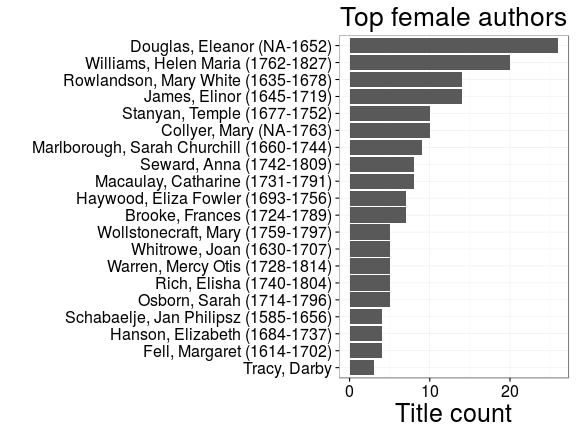 Top female authors
Douglas, Eleanor (NA-1652)
Williams, Helen Maria (1762-1827)
Rowlandson, Mary White (1635-1678)
James, Elinor (1645-1719)
Stanyan, Temple (1677-1752)
Collyer, Mary (NA-1763)
Marlborough, Sarah Churchill (1660-1744)
Seward, Anna (1742-1809)
Macaulay, Catharine (1731-1791)
Haywood, Eliza Fowler (1693-1756)
Brooke, Frances (1724-1789)
Wollstonecraft, Mary (1759-1797)
Whitrowe, Joan (1630-1707)
Warren, Mercy Otis (1728-1814)
Rich, Elisha (1740-1804)
Osborn, Sarah (1714-1796)
Schabaelje, Jan Philipsz (1585-1656)
Hanson, Elizabeth (1684-1737)
Fell, Margaret (1614-1702)
Tracy, Darby
0 10 20
Title count